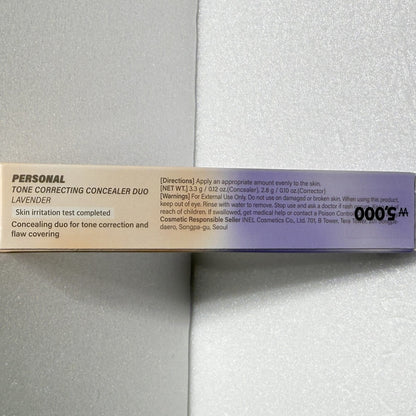 PERSONAL
TONE CORRECTING CONCEALER DUO
LAVENDER
Skin irritation test completed
Concealing duo for tone correction and
flaw covering
[Directions] Apply an appropriate amount evenly to the skin.
[NET WT.] 3.3 g / 0.12 oz.(Concealer), 2.8 g / 0.10 oz.(Corrector)
[Warnings] For External Use Only. Do not use on damaged or broken skin. When using this product,
keep out of eye. Rinse with water to remove. Stop use and ask a doctor if rash
reach of children. If swallowed, get medical help or contact a Poison Control
Cosmetic Responsible Seller INEL Cosmetics Co., Ltd. 701, B Tower,
daero, Songpa-gu, Seoul
₩5,000